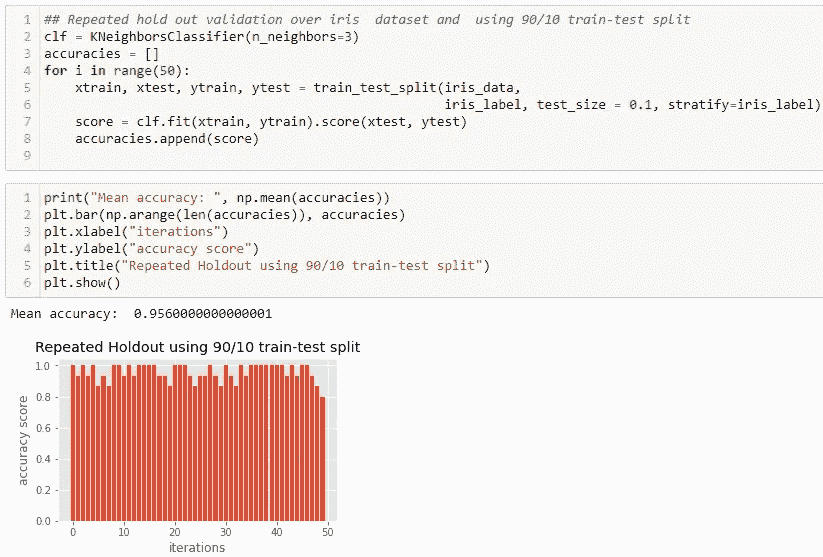 1 ## Repeated hold out validation over iris  dataset and  using 90/10 train-test split
2 clf = KNeighborsClassifier(n_neighbors=3)
3 accuracies = []
4 for i in range(50):
5     xtrain, xtest, ytrain, ytest = train_test_split(iris_data,
6                                                     iris_label, test_size = 0.1, stratify=iris_label)
7     score = clf.fit(xtrain, ytrain).score(xtest, ytest)
8     accuracies.append(score)
9
1 print("Mean accuracy: ", np.mean(accuracies))
2 plt.bar(np.arange(len(accuracies)), accuracies)
3 plt.xlabel("iterations")
4 plt.ylabel("accuracy score")
5 plt.title("Repeated Holdout using 90/10 train-test split")
6 plt.show()
Mean accuracy:  0.9560000000000001
Repeated Holdout using 90/10 train-test split
accuracy score
1.0
0.8
0.6
0.4
0.2
0.0
0 10 20 30 40 50
iterations